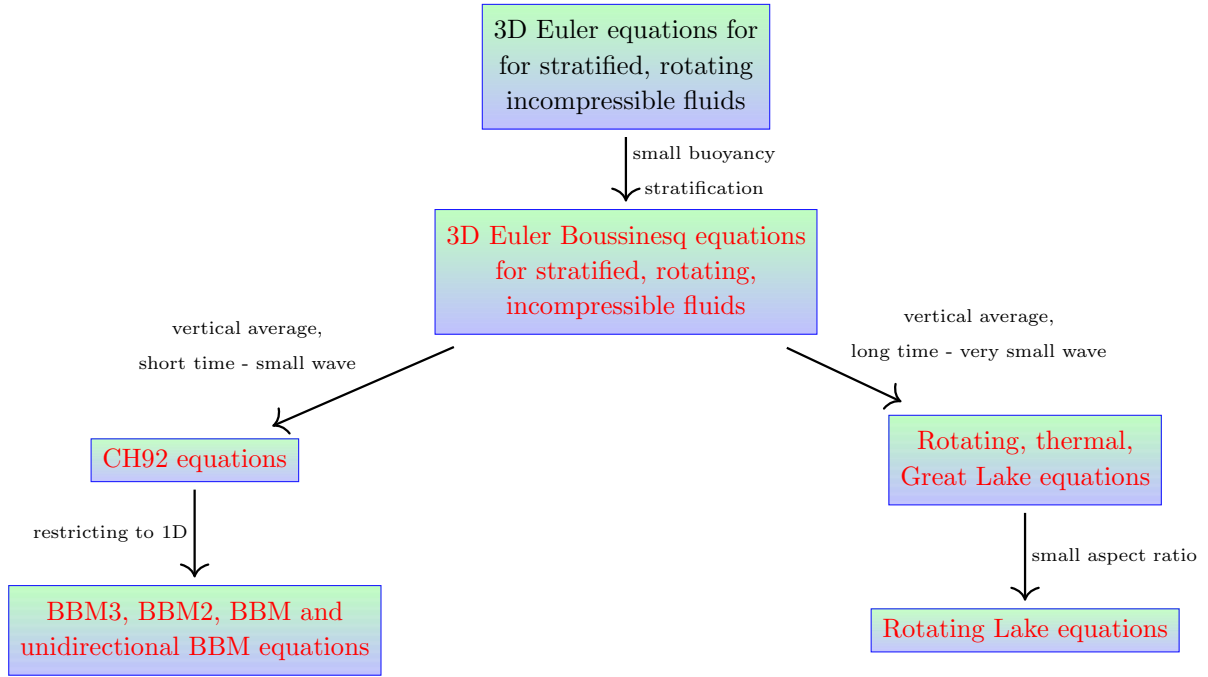 3D Euler equations for
for stratified, rotating
incompressible fluids
small buoyancy
stratification
3D Euler Boussinesq equations
for stratified, rotating,
incompressible fluids
vertical average,
short time - small wave
vertical average,
long time - very small wave
CH92 equations
Rotating, thermal,
Great Lake equations
restricting to 1D
small aspect ratio
BBM3, BBM2, BBM and
unidirectional BBM equations
Rotating Lake equations